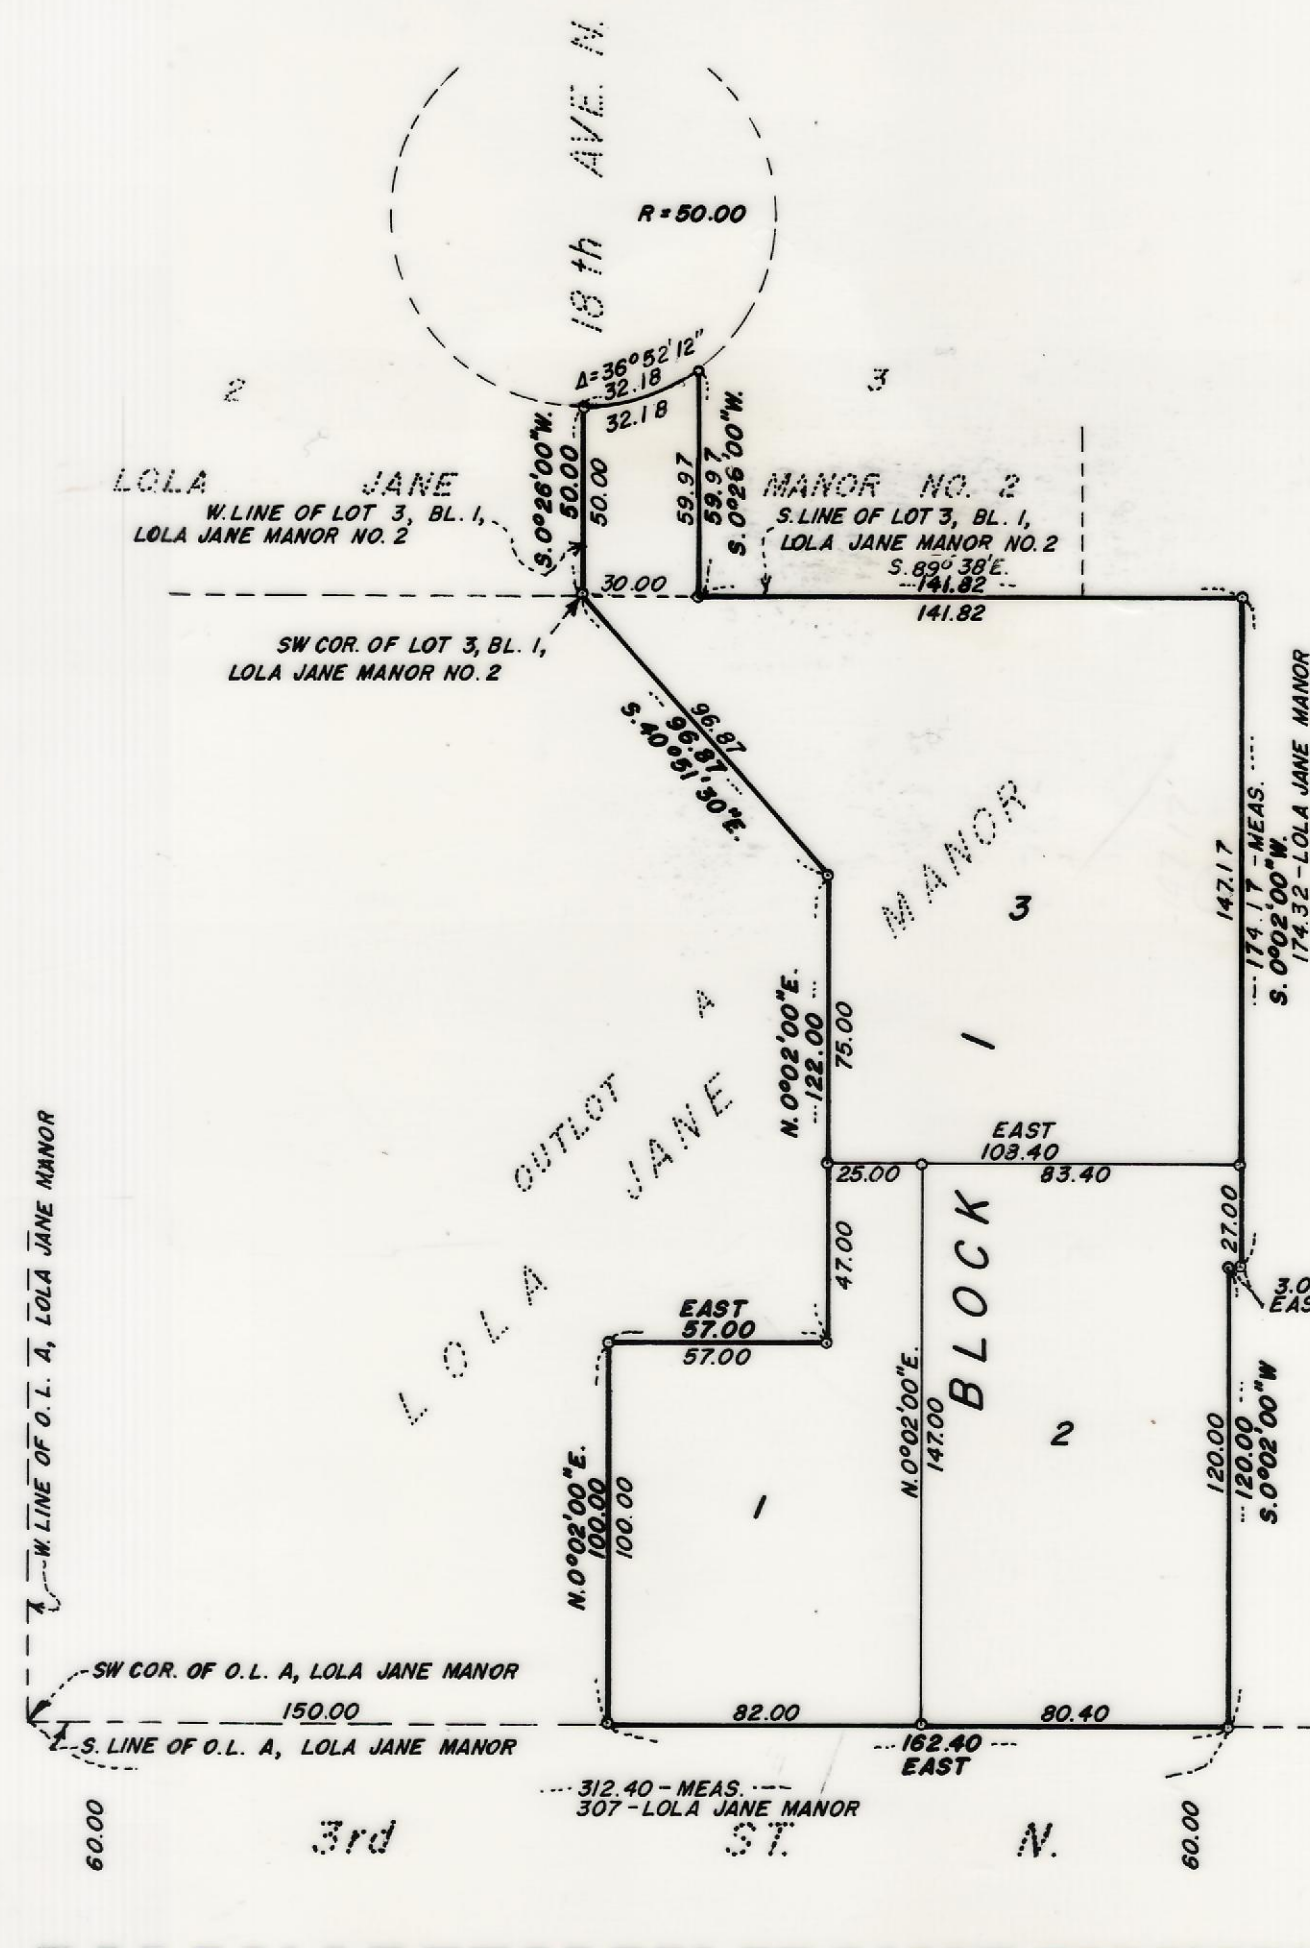 18th AVE. N.
R=50.00
Δ=36°52'12"
32.18
32.18
2
3
S.0°26'00"W.
50.00
50.00
59.97
59.97
S.0°26'00"W.
LOLA JANE MANOR NO. 2
W.LINE OF LOT 3, BL. 1,
LOLA JANE MANOR NO. 2
S.LINE OF LOT 3, BL. 1,
LOLA JANE MANOR NO.2
S.89°38'E.
141.82
141.82
30.00
SW COR. OF LOT 3, BL. 1,
LOLA JANE MANOR NO. 2
96.87
96.87
S.40°51'30"E.
147.17
174.17-MEAS.
S.0°02'00"W.
174.32-LOLA JANE MANOR
3
1
N.0°02'00"E.
122.00
75.00
OUTLOT A
LOLA JANE MANOR
EAST
108.40
25.00
83.40
27.00
47.00
BLOCK
EAST
57.00
57.00
N.0°02'00"E.
147.00
2
120.00
120.00
S.0°02'00"W
N.0°02'00"E.
100.00
100.00
1
W. LINE OF O.L. A, LOLA JANE MANOR
SW COR. OF O.L. A, LOLA JANE MANOR
150.00
82.00
80.40
S. LINE OF O.L. A, LOLA JANE MANOR
162.40
EAST
312.40-MEAS.
307-LOLA JANE MANOR
60.00
3rd ST. N.
60.00